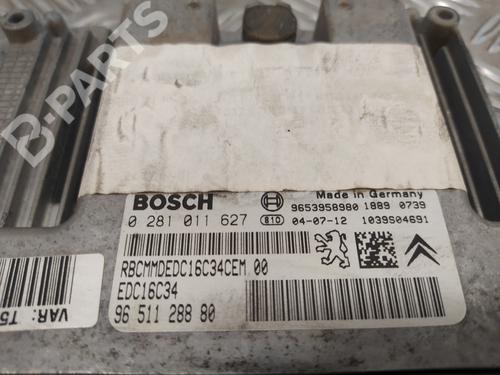 B-PARTS
BOSCH
Made in Germany
9653958980 1889 0739
0 281 011 627 810 04-07-12 1039S04691
RBCMMDEDC16C34CEM 00
EDC16C34
96 511 288 80
VAR: T5